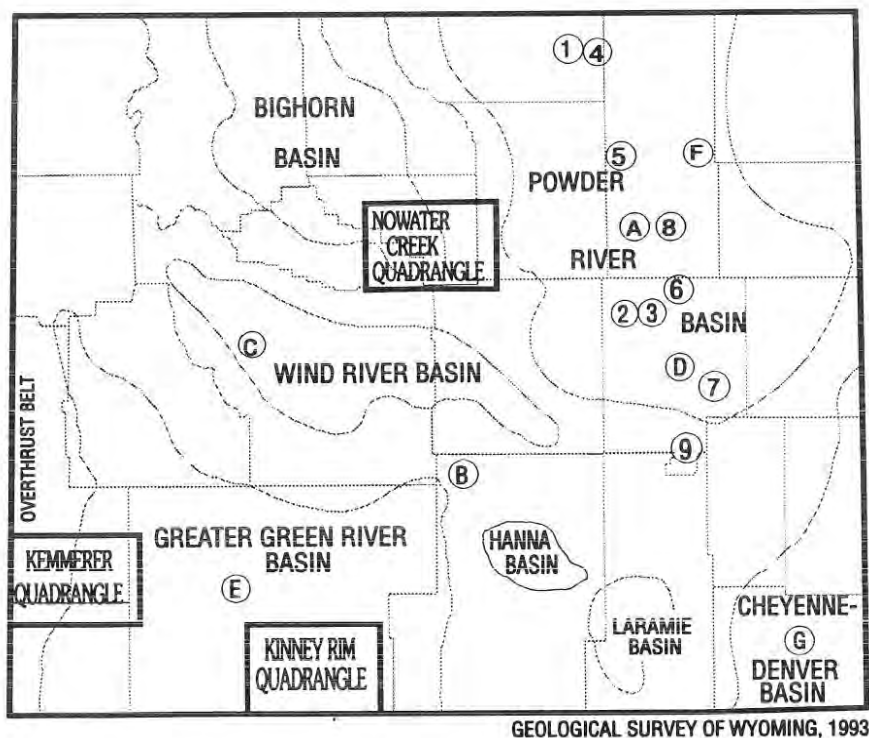 1 4
BIGHORN
BASIN
5 F
POWDER
NOWATER
CREEK
QUADRANGLE
A 8
RIVER
6
2 3 BASIN
C
WIND RIVER BASIN
D
7
OVERTHRUST BELT
9
B
GREATER GREEN RIVER
BASIN
HANNA
BASIN
KEMMERER
QUADRANGLE
E
CHEYENNE-
LARAMIE
BASIN
G
KINNEY RIM
QUADRANGLE
DENVER
BASIN
GEOLOGICAL SURVEY OF WYOMING, 1993